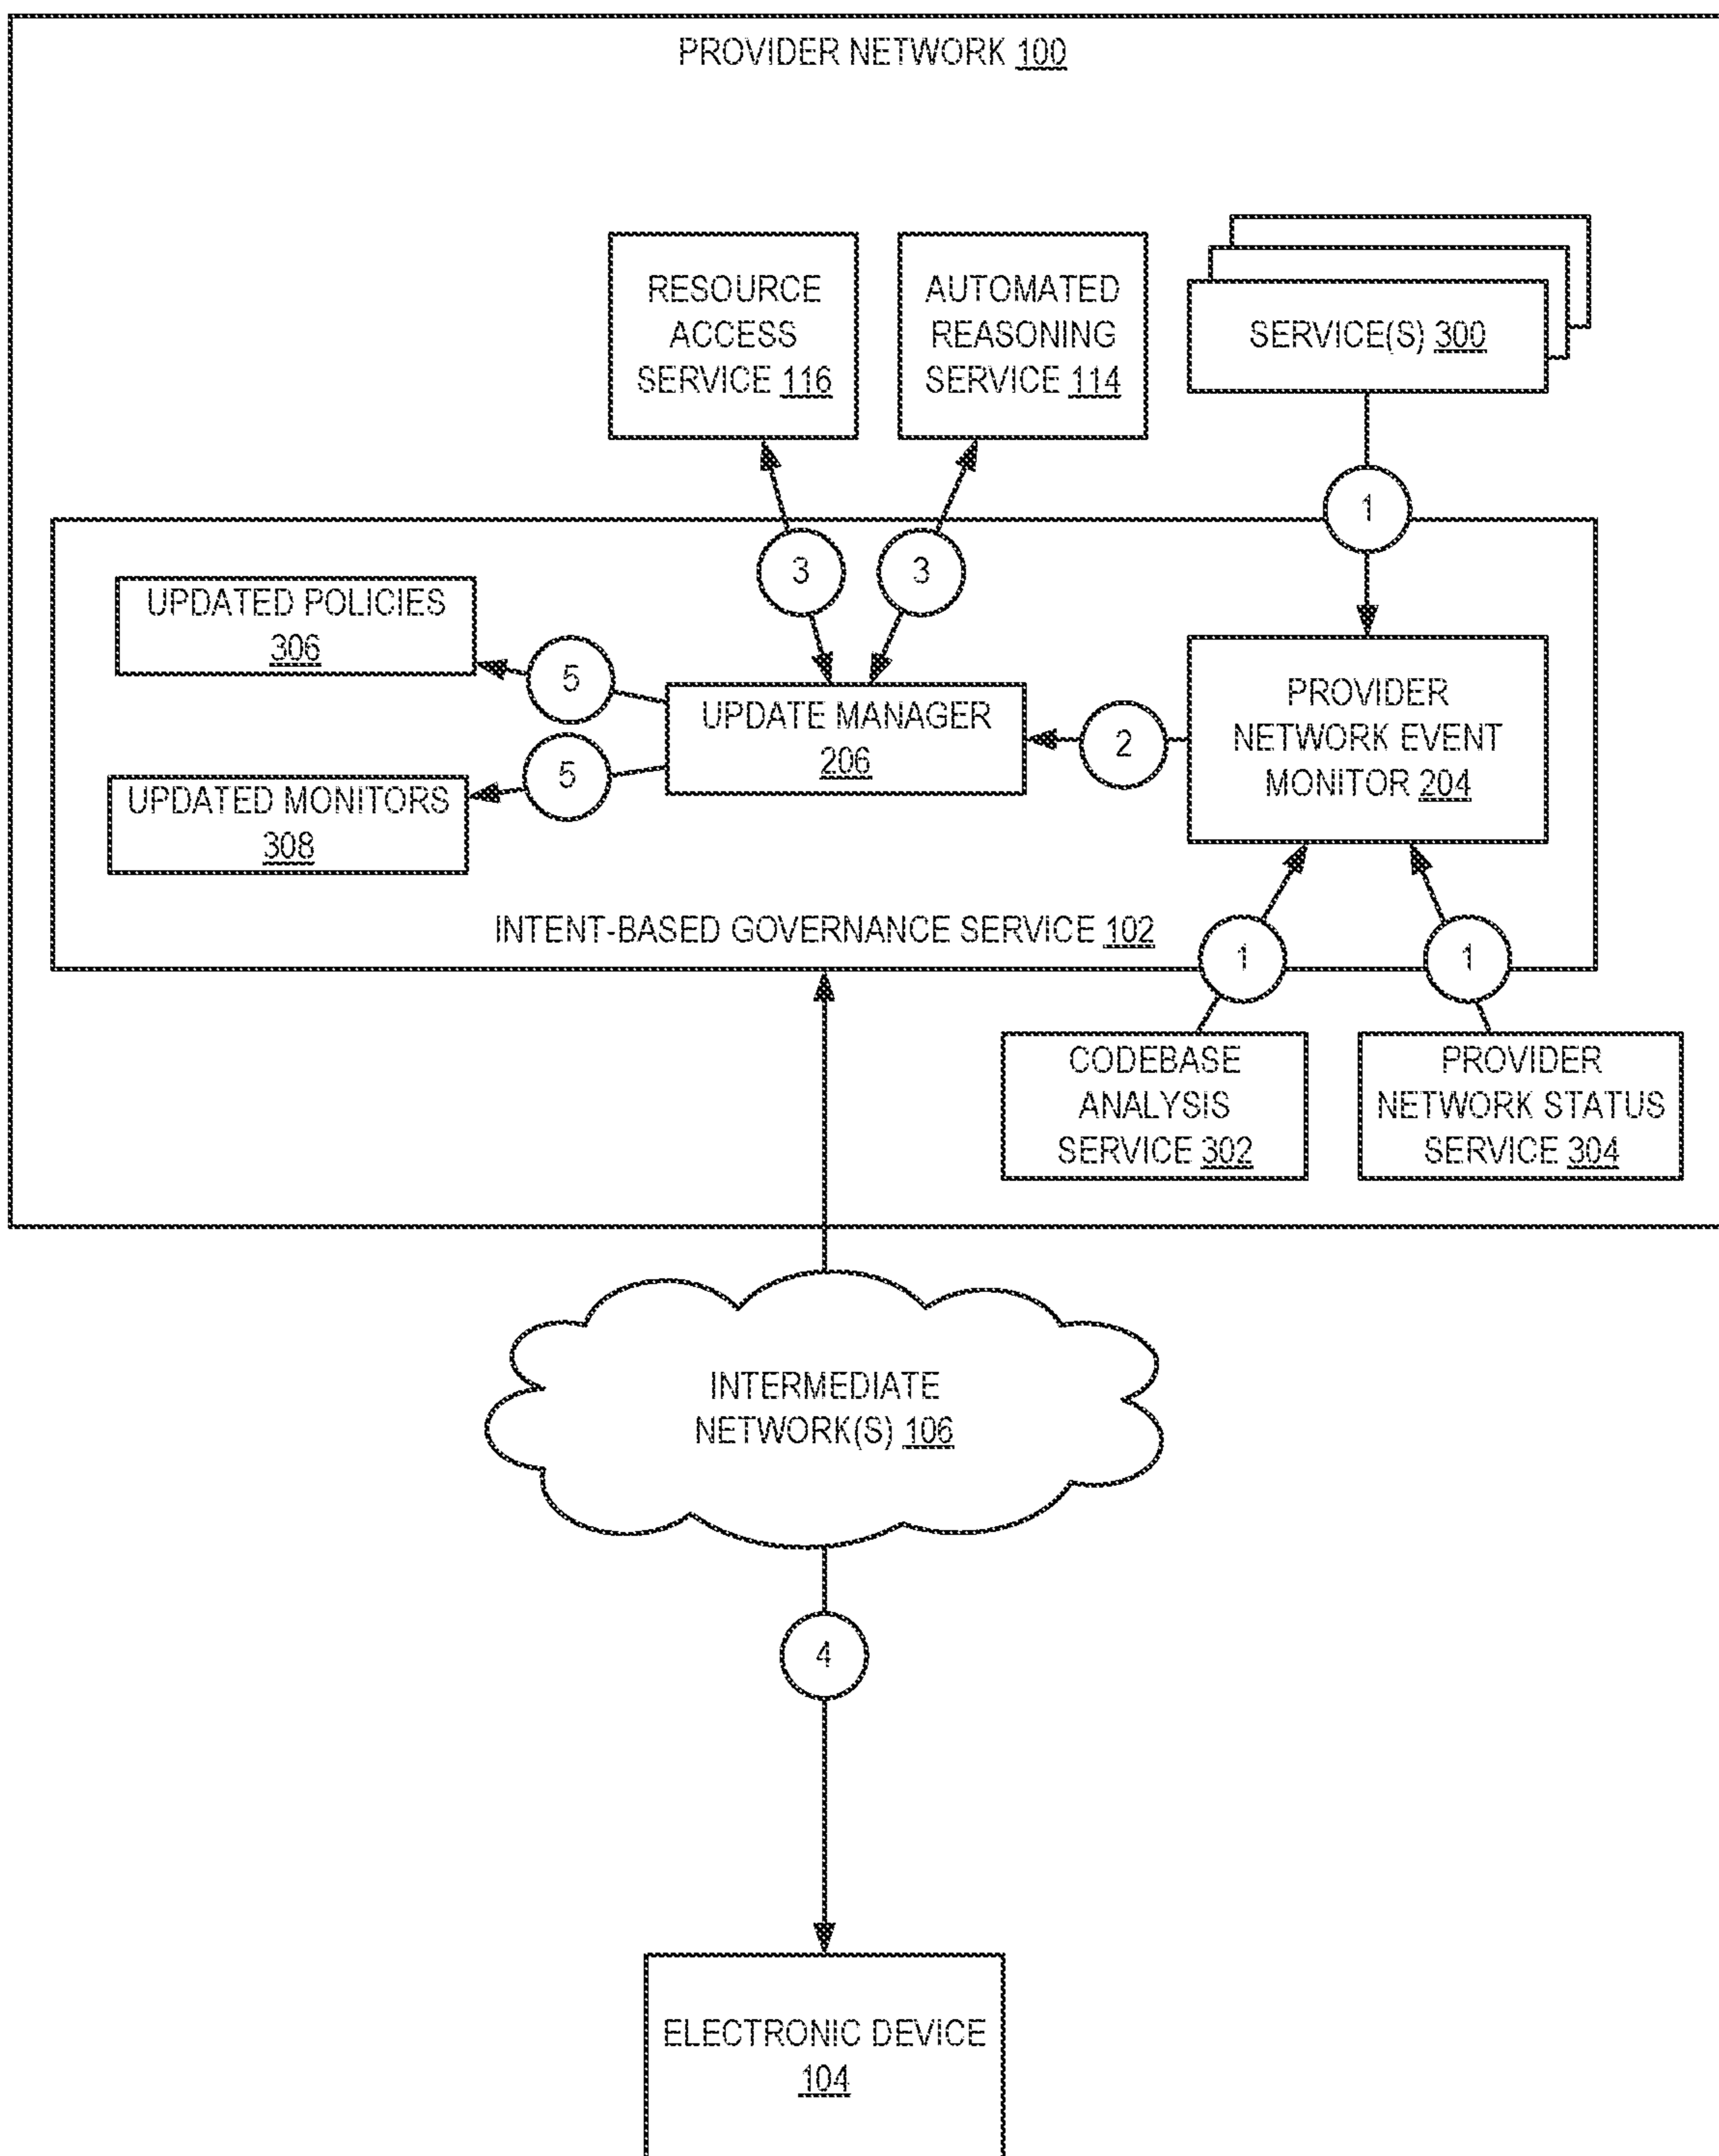 PROVIDER NETWORK 100
RESOURCE
ACCESS
SERVICE 116
AUTOMATED
REASONING
SERVICE 114
SERVICE(S) 300
1
3
3
UPDATED POLICIES
306
5
UPDATE MANAGER
206
2
PROVIDER
NETWORK EVENT
MONITOR 204
5
UPDATED MONITORS
308
INTENT-BASED GOVERNANCE SERVICE 102
1
1
CODEBASE
ANALYSIS
SERVICE 302
PROVIDER
NETWORK STATUS
SERVICE 304
INTERMEDIATE
NETWORK(S) 106
4
ELECTRONIC DEVICE
104